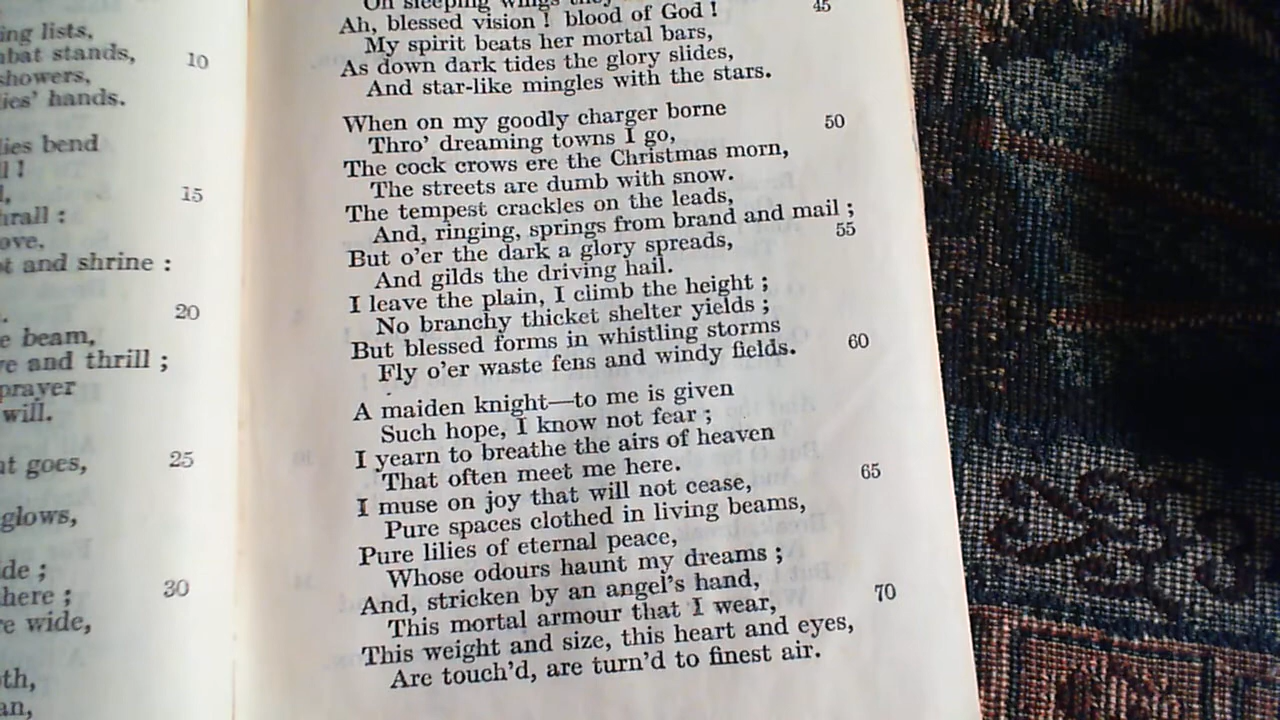 ing lists,
bat stands,
10
showers,
ies' hands.
lies bend
l !
15
hrall :
ove,
t and shrine :
20
e beam,
ve and thrill ;
prayer
will.
at goes,
25
glows,
de ;
here ;
30
re wide,
th,
an,
On sleeping wings they
45
Ah, blessed vision ! blood of God !
My spirit beats her mortal bars,
As down dark tides the glory slides,
And star-like mingles with the stars.
When on my goodly charger borne
50
Thro' dreaming towns I go,
The cock crows ere the Christmas morn,
The streets are dumb with snow.
The tempest crackles on the leads,
And, ringing, springs from brand and mail ;
But o'er the dark a glory spreads,
55
And gilds the driving hail.
I leave the plain, I climb the height ;
No branchy thicket shelter yields ;
But blessed forms in whistling storms
Fly o'er waste fens and windy fields.
60
A maiden knight—to me is given
Such hope, I know not fear ;
I yearn to breathe the airs of heaven
That often meet me here.
65
I muse on joy that will not cease,
Pure spaces clothed in living beams,
Pure lilies of eternal peace,
Whose odours haunt my dreams ;
And, stricken by an angel's hand,
70
This mortal armour that I wear,
This weight and size, this heart and eyes,
Are touch'd, are turn'd to finest air.